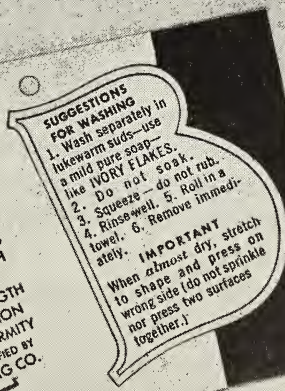 SUGGESTIONS
FOR WASHING
1. Wash separately in
lukewarm suds—use
a mild pure soap—
like IVORY FLAKES.
2. Do not soak.
3. Squeeze—do not rub.
4. Rinse well. 5. Roll in a
towel. 6. Remove immedi-
ately.
IMPORTANT
When almost dry, stretch
to shape and press on
wrong side (do not sprinkle
nor press two surfaces
together.)
GTH
ION
ORMITY
FIED BY
G CO.